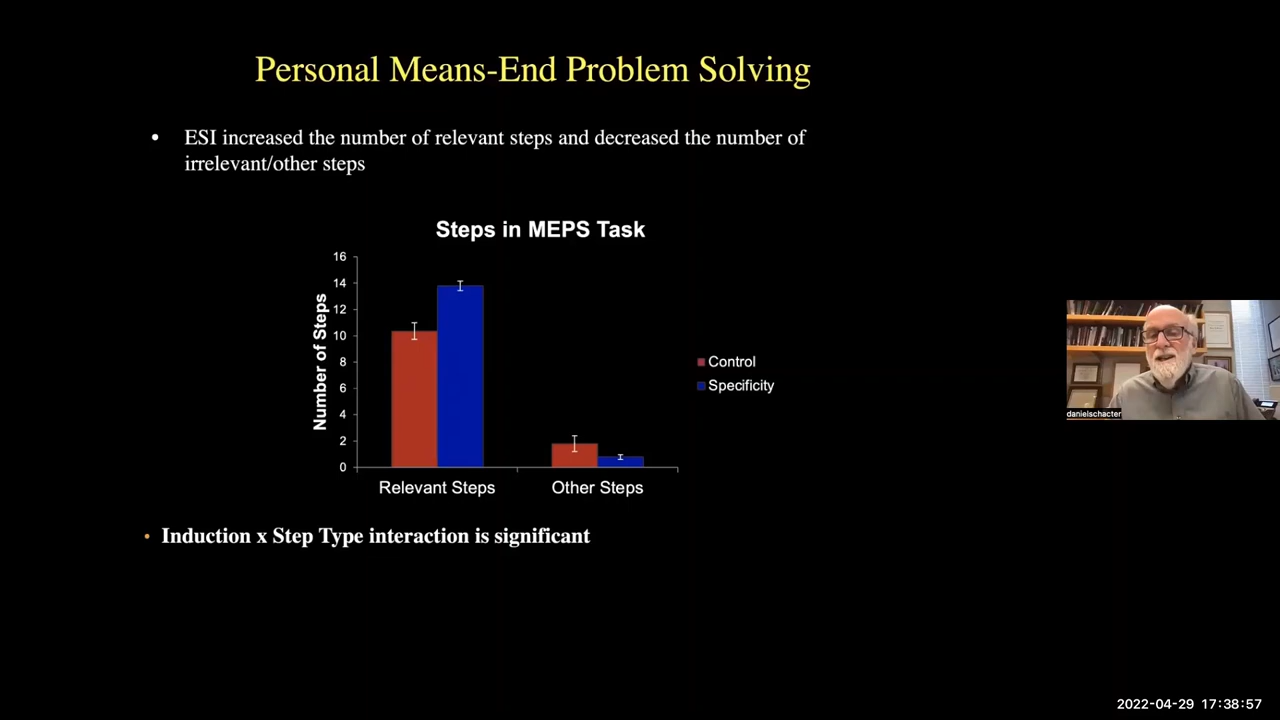 Personal Means-End Problem Solving
• ESI increased the number of relevant steps and decreased the number of
irrelevant/other steps
Steps in MEPS Task
Number of Steps
16
14
12
10
8
6
4
2
0
Relevant Steps
Other Steps
Control
Specificity
• Induction x Step Type interaction is significant
danielschacter
2022-04-29 17:38:57